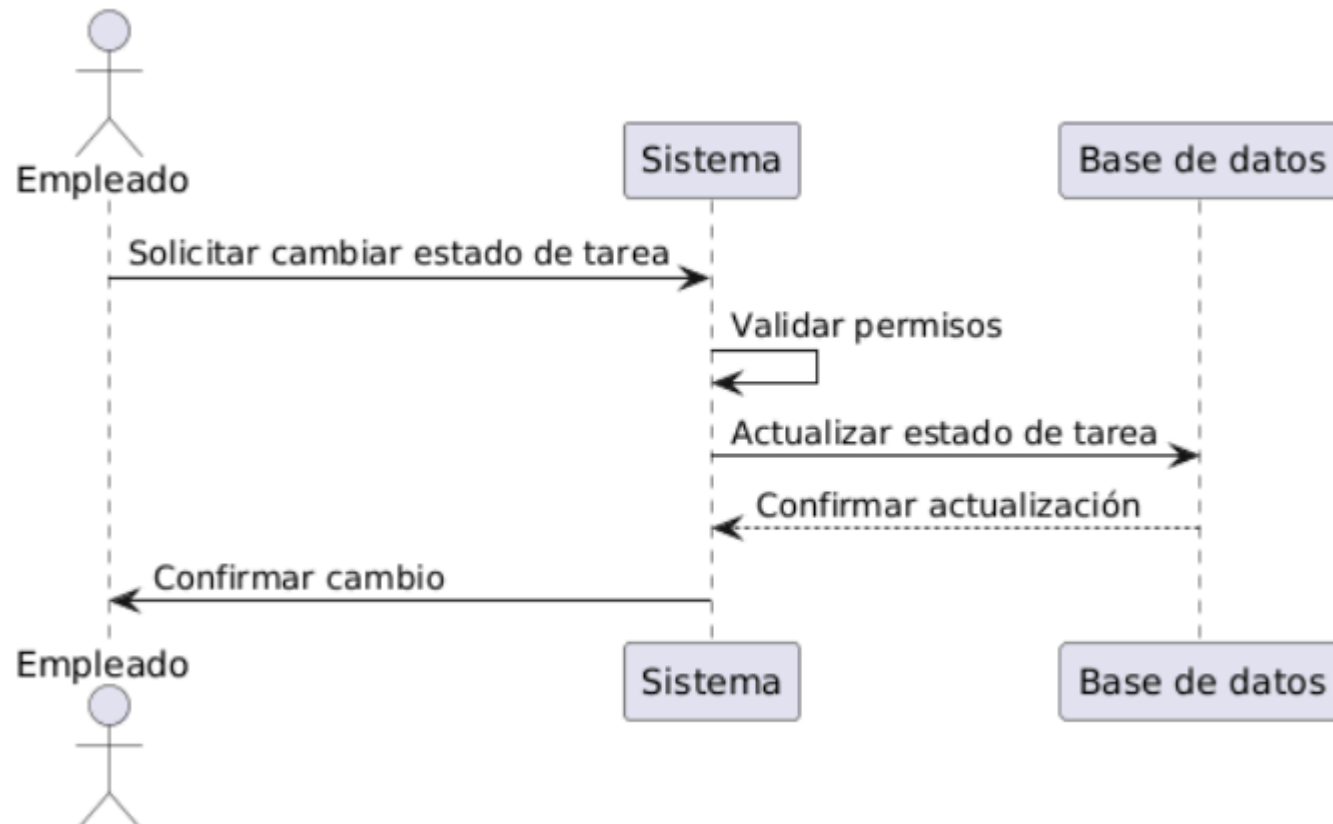 Empleado
Sistema
Base de datos
Solicitar cambiar estado de tarea
Validar permisos
Actualizar estado de tarea
Confirmar actualización
Confirmar cambio
Empleado
Sistema
Base de datos